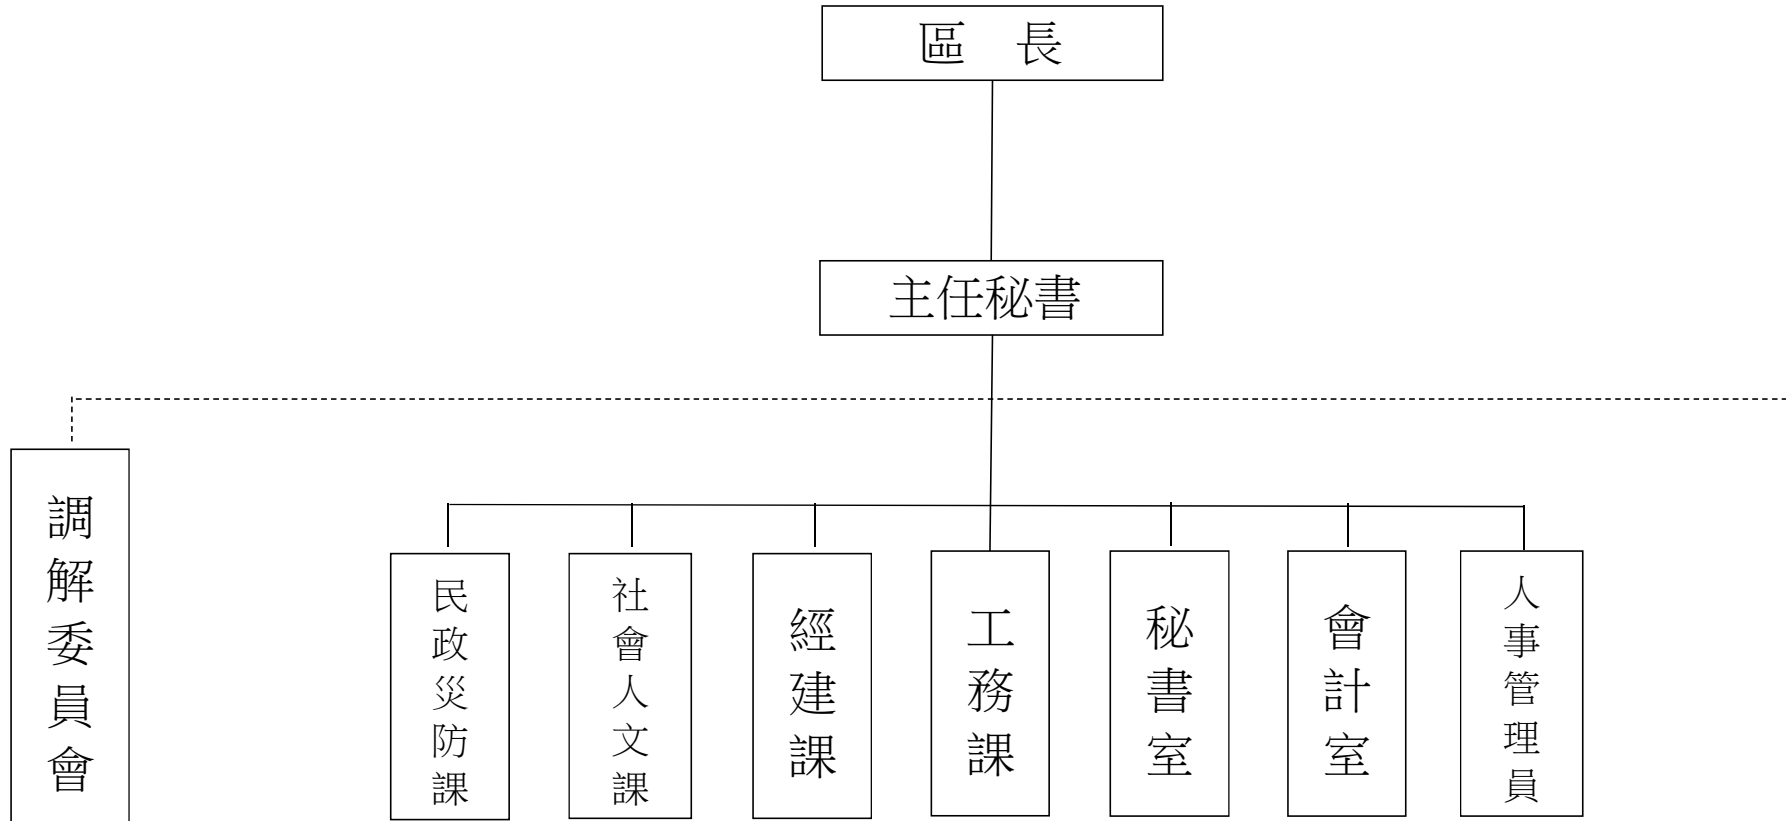 區　長
主任秘書
調解委員會
民政災防課
社會人文課
經建課
工務課
秘書室
會計室
人事管理員